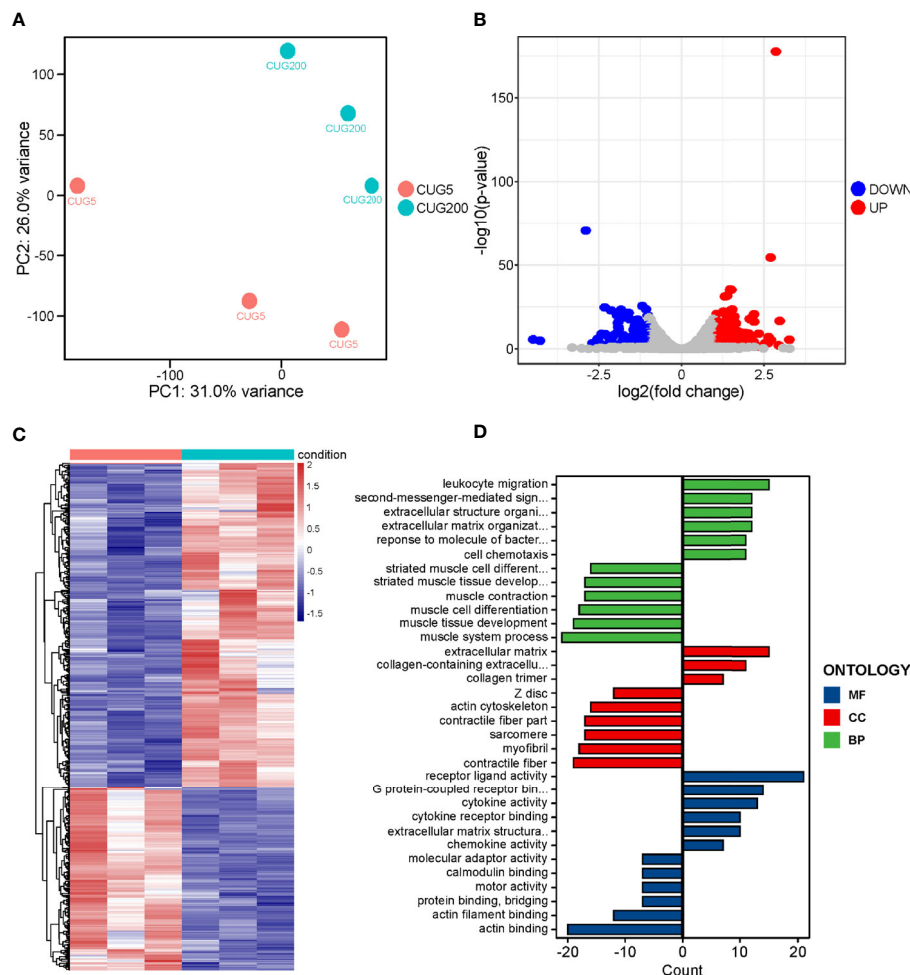 A
100
50
0
-50
-100
PC2: 26.0% variance
CUG200
CUG200
CUG200
CUG5
CUG5
CUG5
-100
0
PC1: 31.0% variance
CUG5
CUG200
B
150
100
50
0
-log10(p-value)
-2.5
0
2.5
log2(fold change)
DOWN
UP
C
condition
2
1.5
1
0.5
0
-0.5
-1
-1.5
D
leukocyte migration
second-messenger-mediated sign...
extracellular structure organi...
extracellular matrix organizat...
reponse to molecule of bacter...
cell chemotaxis
striated muscle cell different...
striated muscle tissue develop...
muscle contraction
muscle cell differentiation
muscle tissue development
muscle system process
extracellular matrix
collagen-containing extracellu...
collagen trimer
Z disc
actin cytoskeleton
contractile fiber part
sarcomere
myofibril
contractile fiber
receptor ligand activity
G protein-coupled receptor bin...
cytokine activity
cytokine receptor binding
extracellular matrix structura..
chemokine activity
molecular adaptor activity
calmodulin binding
motor activity
protein binding, bridging
actin filament binding
actin binding
-20
-10
0
10
20
Count
ONTOLOGY
MF
CC
BP